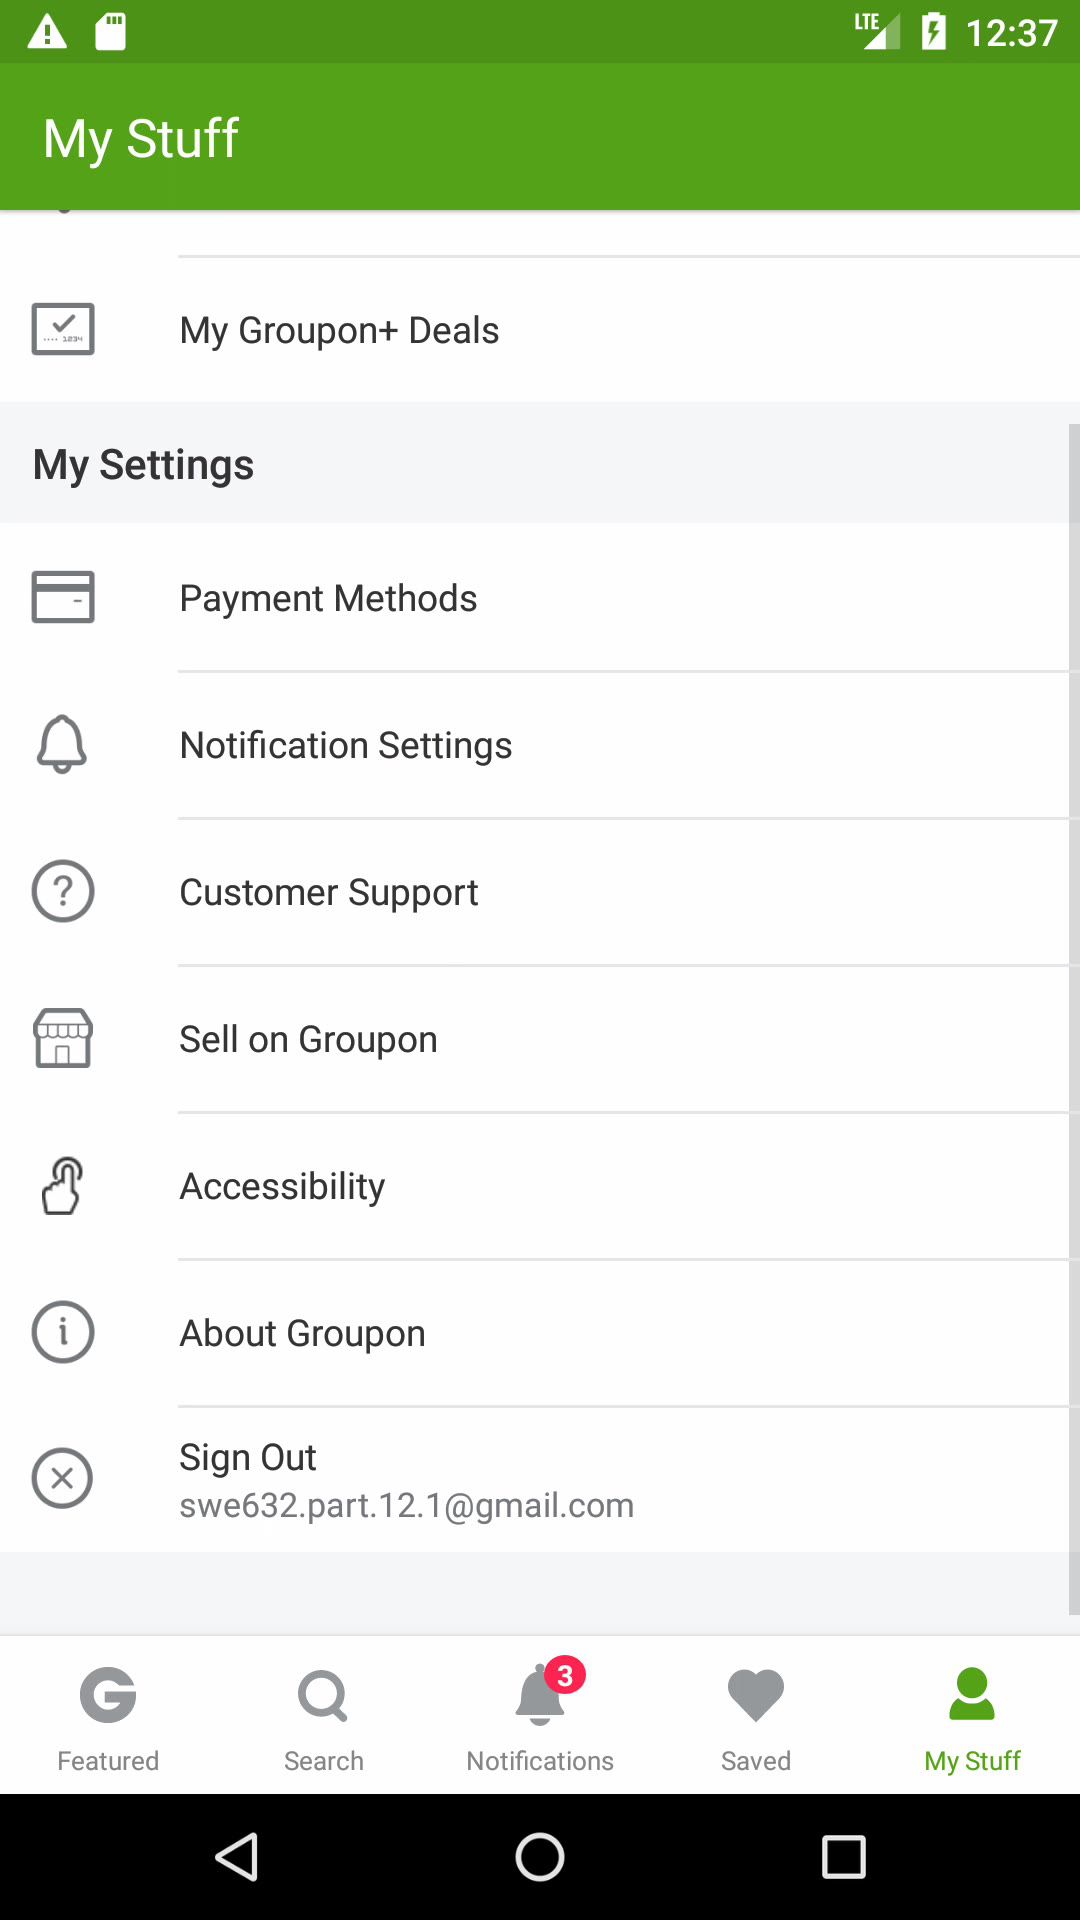 LTE 12:37
My Stuff
1234
My Groupon+ Deals
My Settings
Payment Methods
Notification Settings
? Customer Support
Sell on Groupon
Accessibility
i About Groupon
Sign Out
swe632.part.12.1@gmail.com
3
G
Featured Search Notifications Saved My Stuff